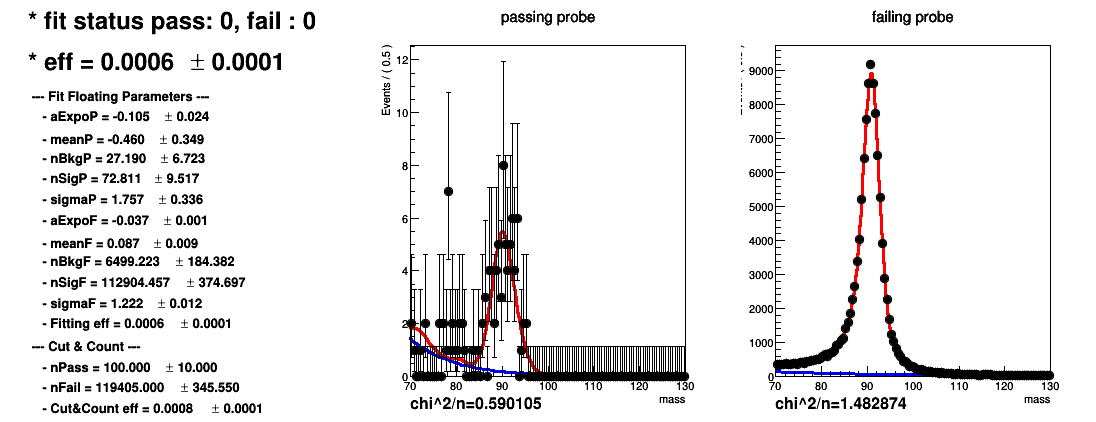 * fit status pass: 0, fail : 0
* eff = 0.0006 ± 0.0001
--- Fit Floating Parameters ---
- aExpoP = -0.105 ± 0.024
- meanP = -0.460 ± 0.349
- nBkgP = 27.190 ± 6.723
- nSigP = 72.811 ± 9.517
- sigmaP = 1.757 ± 0.336
- aExpoF = -0.037 ± 0.001
- meanF = 0.087 ± 0.009
- nBkgF = 6499.223 ± 184.382
- nSigF = 112904.457 ± 374.697
- sigmaF = 1.222 ± 0.012
- Fitting eff = 0.0006 ± 0.0001
--- Cut & Count ---
- nPass = 100.000 ± 10.000
- nFail = 119405.000 ± 345.550
- Cut&Count eff = 0.0008 ± 0.0001
passing probe
Events / ( 0.5 )
12
10
8
6
4
2
0
70 80 90 100 110 120 130
mass
chi^2/n=0.590105
failing probe
9000
8000
7000
6000
5000
4000
3000
2000
1000
0
70 80 90 100 110 120 130
mass
chi^2/n=1.482874